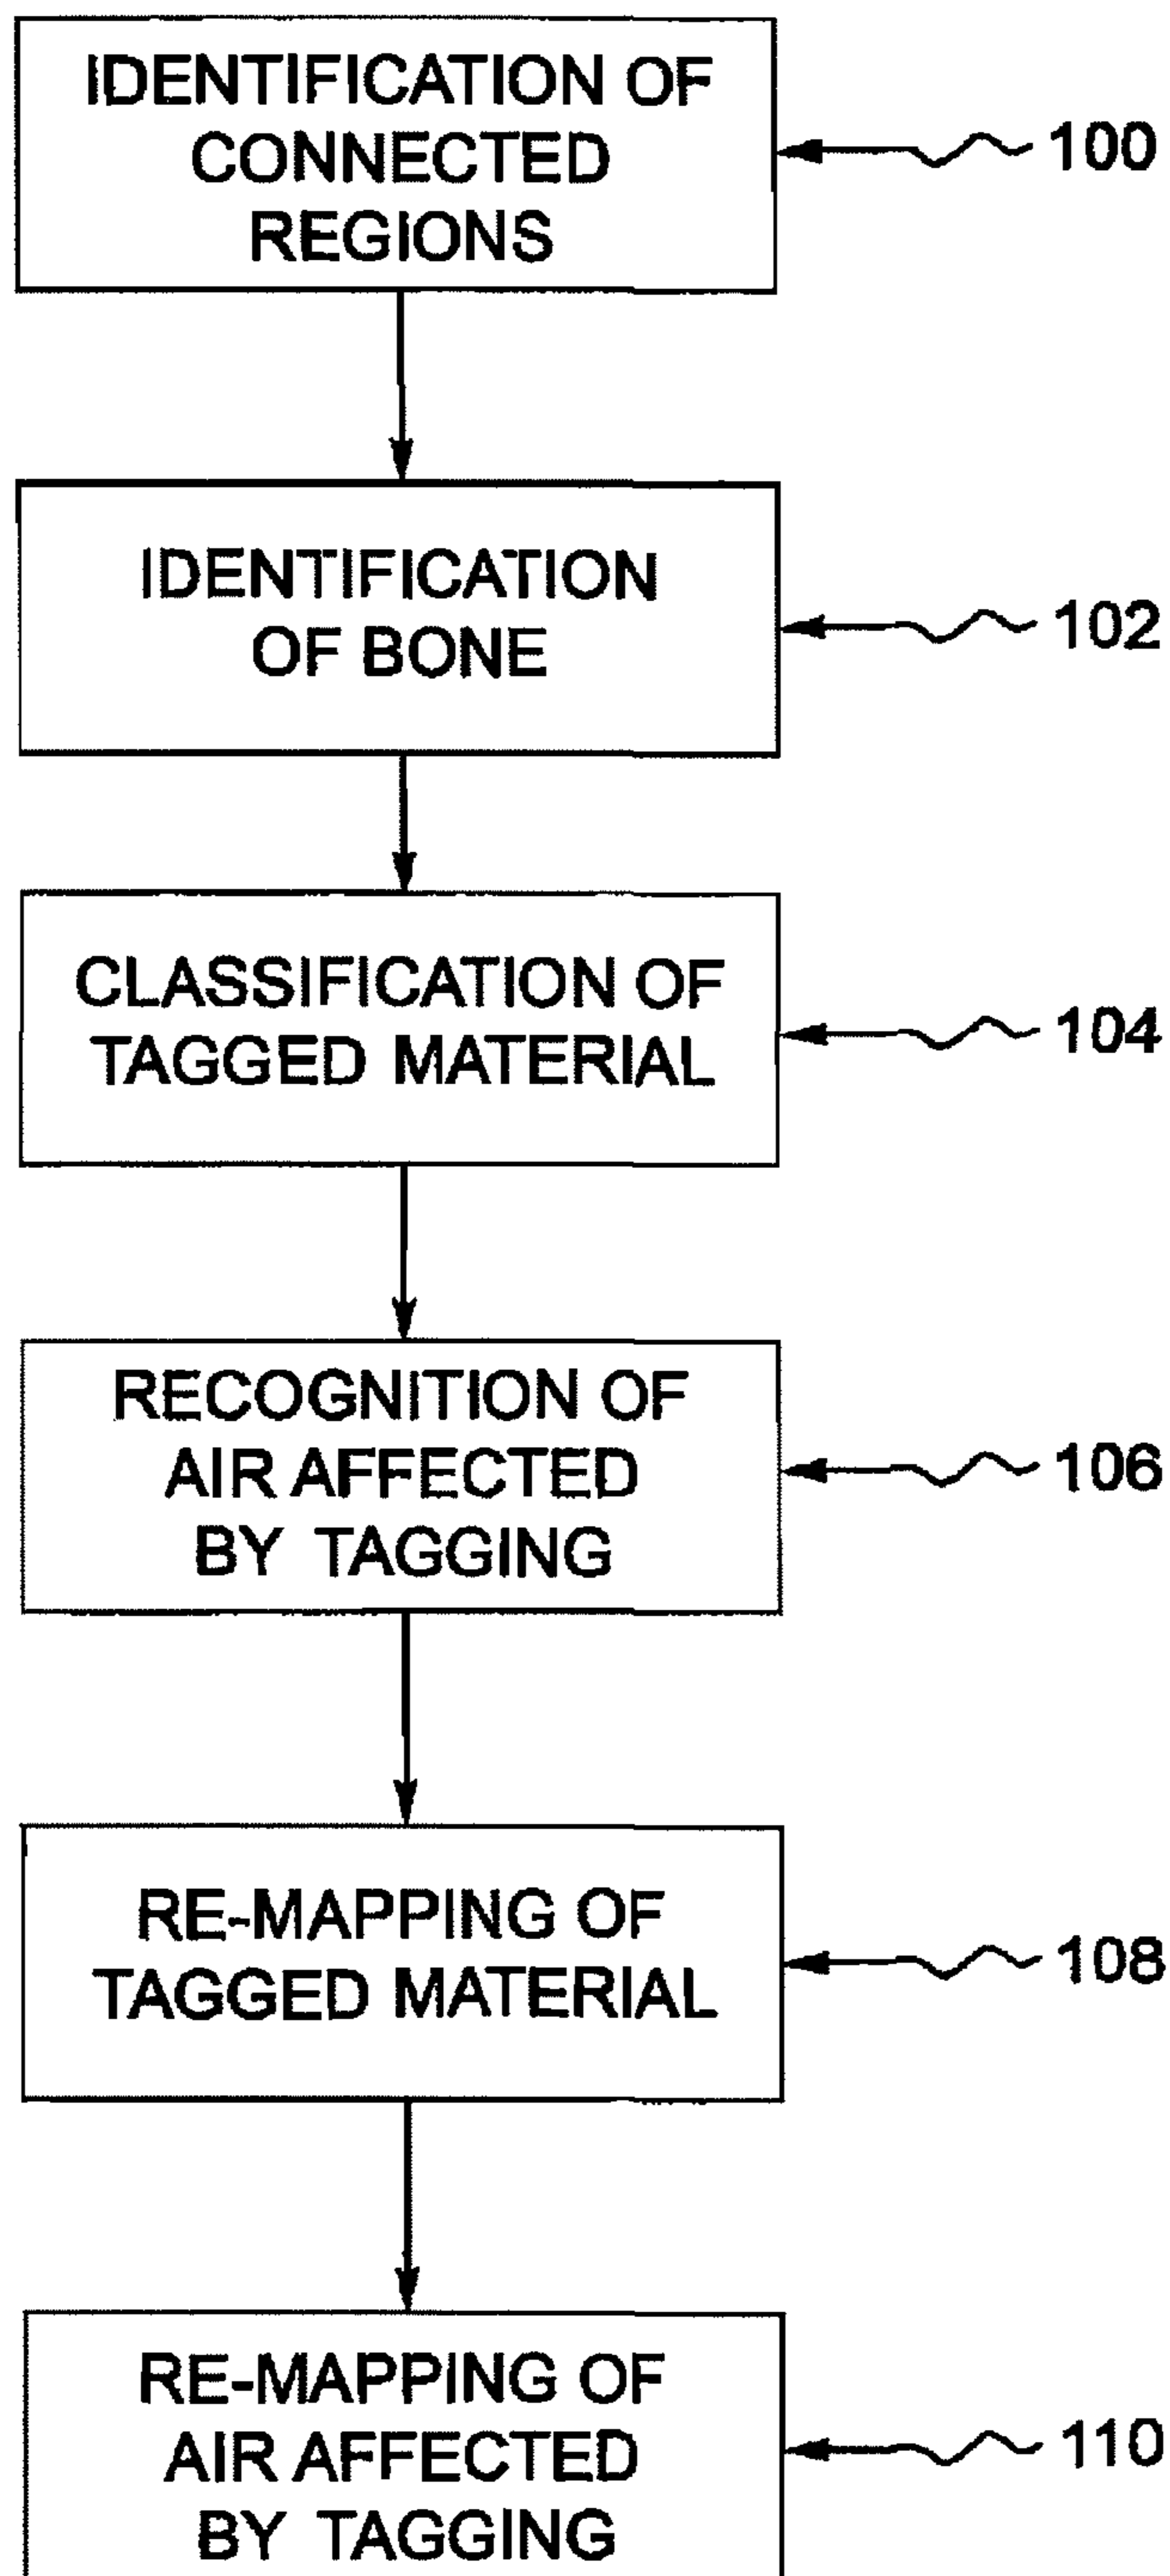 IDENTIFICATION OF
CONNECTED
REGIONS
100
IDENTIFICATION
OF BONE
102
CLASSIFICATION OF
TAGGED MATERIAL
104
RECOGNITION OF
AIR AFFECTED
BY TAGGING
106
RE-MAPPING OF
TAGGED MATERIAL
108
RE-MAPPING OF
AIR AFFECTED
BY TAGGING
110